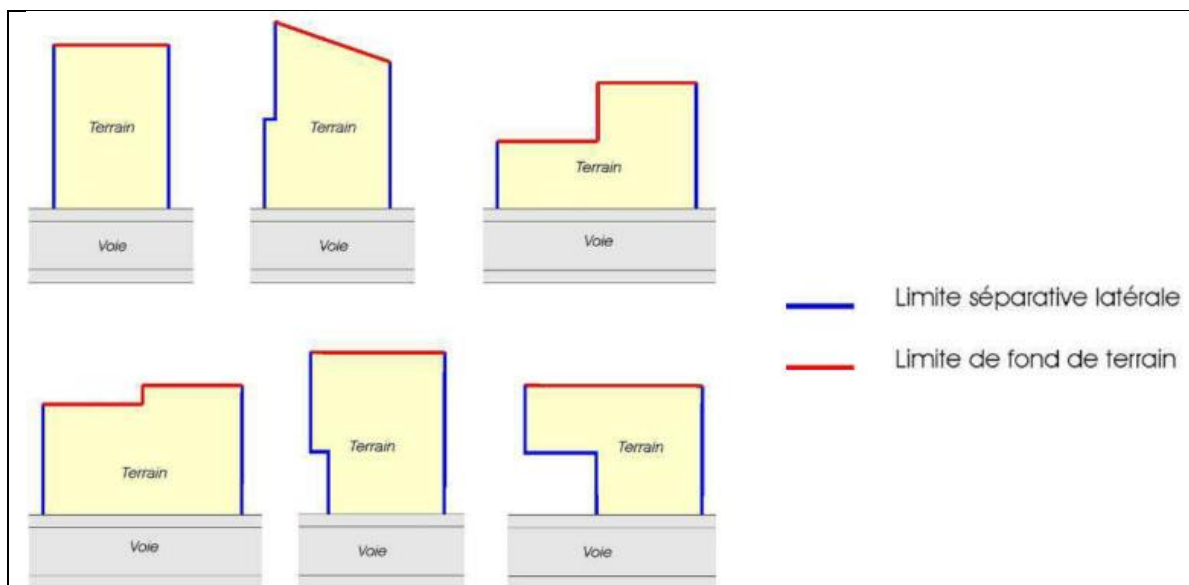 Terrain
Terrain
Terrain
Voie
Voie
Voie
Limite séparative latérale
Limite de fond de terrain
Terrain
Terrain
Terrain
Voie
Voie
Voie